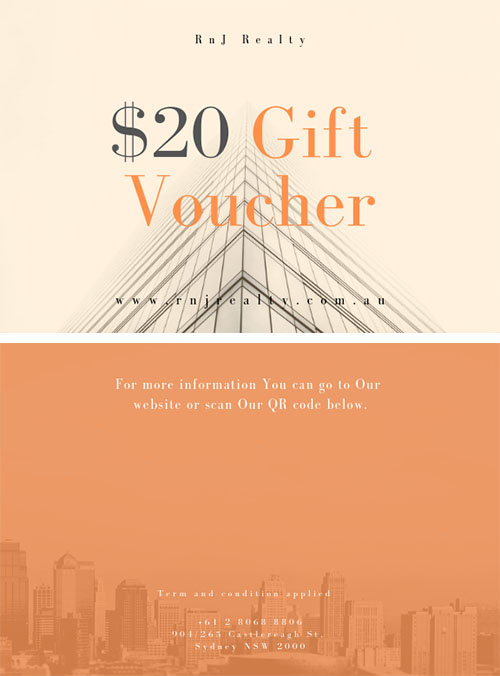 RnJ Realty
$20 Gift
Voucher
www.rnjrealty.com.au
For more information You can go to Our
website or scan Our QR code below.
Term and condition applied
+61 2 8068 8806
904/265 Castlereagh St,
Sydney NSW 2000